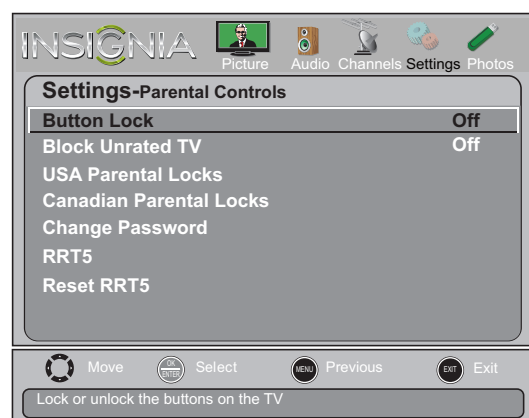 INSIGNIA
Picture Audio Channels Settings Photos
Settings-Parental Controls
Button Lock Off
Block Unrated TV Off
USA Parental Locks
Canadian Parental Locks
Change Password
RRT5
Reset RRT5
Move OK ENTER Select MENU Previous EXIT Exit
Lock or unlock the buttons on the TV